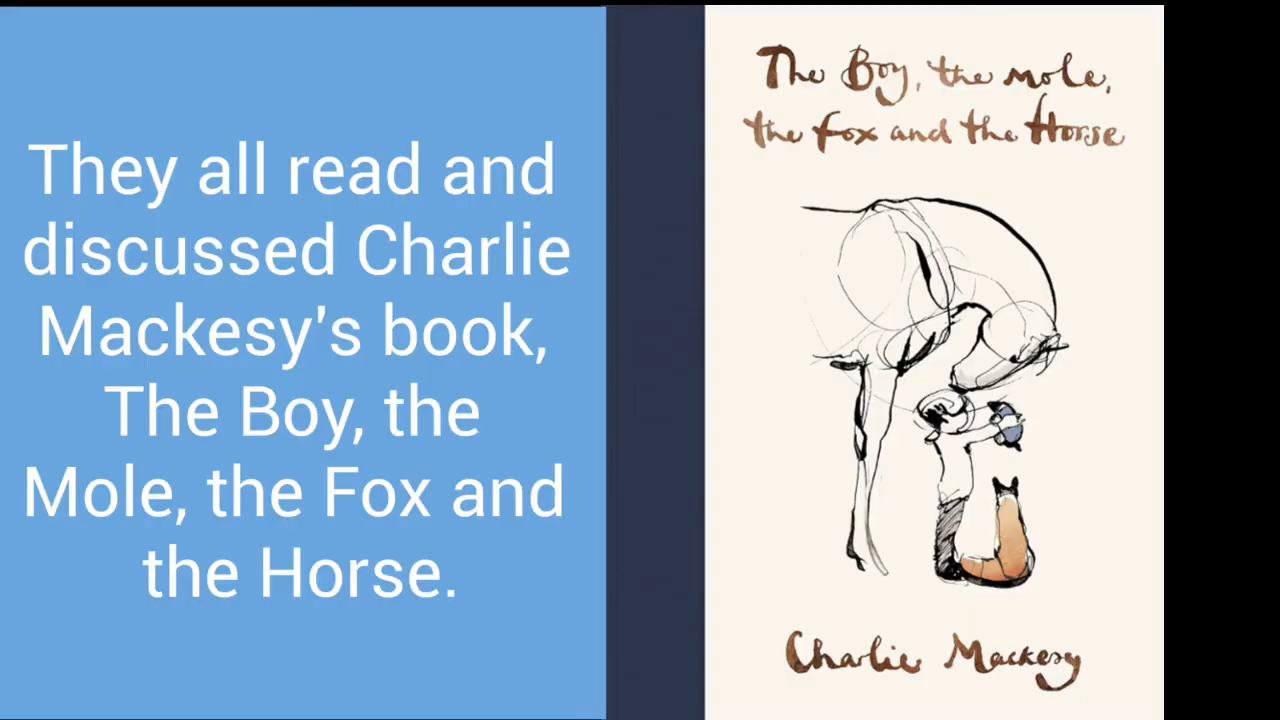 They all read and
discussed Charlie
Mackesy's book,
The Boy, the
Mole, the Fox and
the Horse.
The Boy, the mole,
the fox and the Horse
Charlie Mackesy